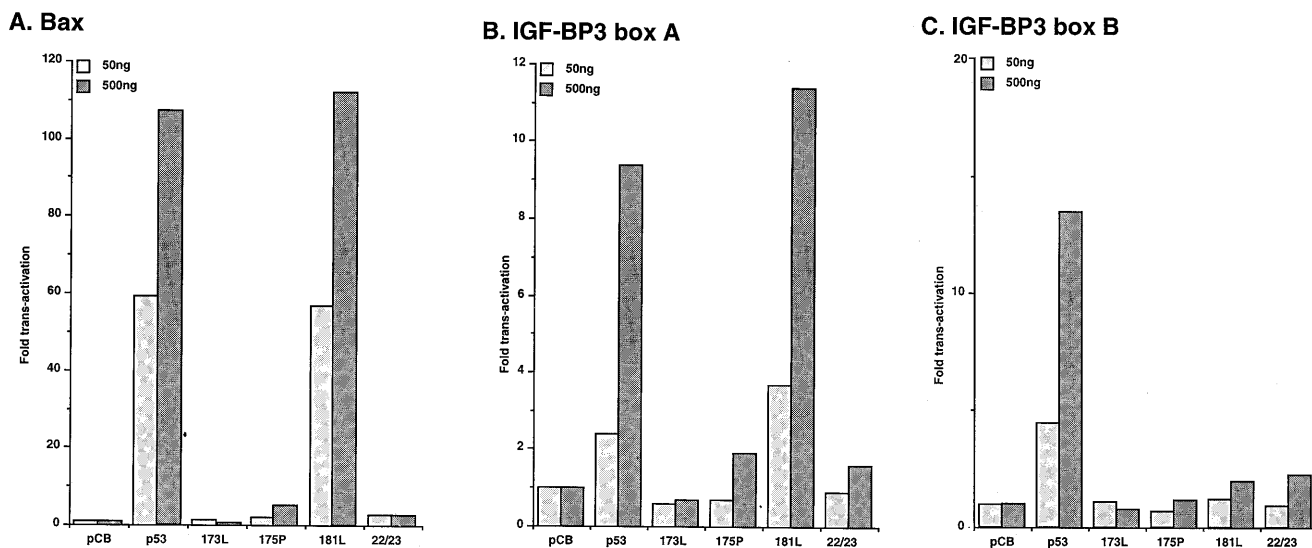 A. Bax
B. IGF-BP3 box A
C. IGF-BP3 box B
50ng
500ng
120
100
80
60
40
20
0
Fold trans-activation
pCB p53 173L 175P 181L 22/23
50ng
500ng
12
10
8
6
4
2
0
Fold trans-activation
pCB p53 173L 175P 181L 22/23
50ng
500ng
20
10
0
Fold trans-activation
pCB p53 173L 175P 181L 22/23